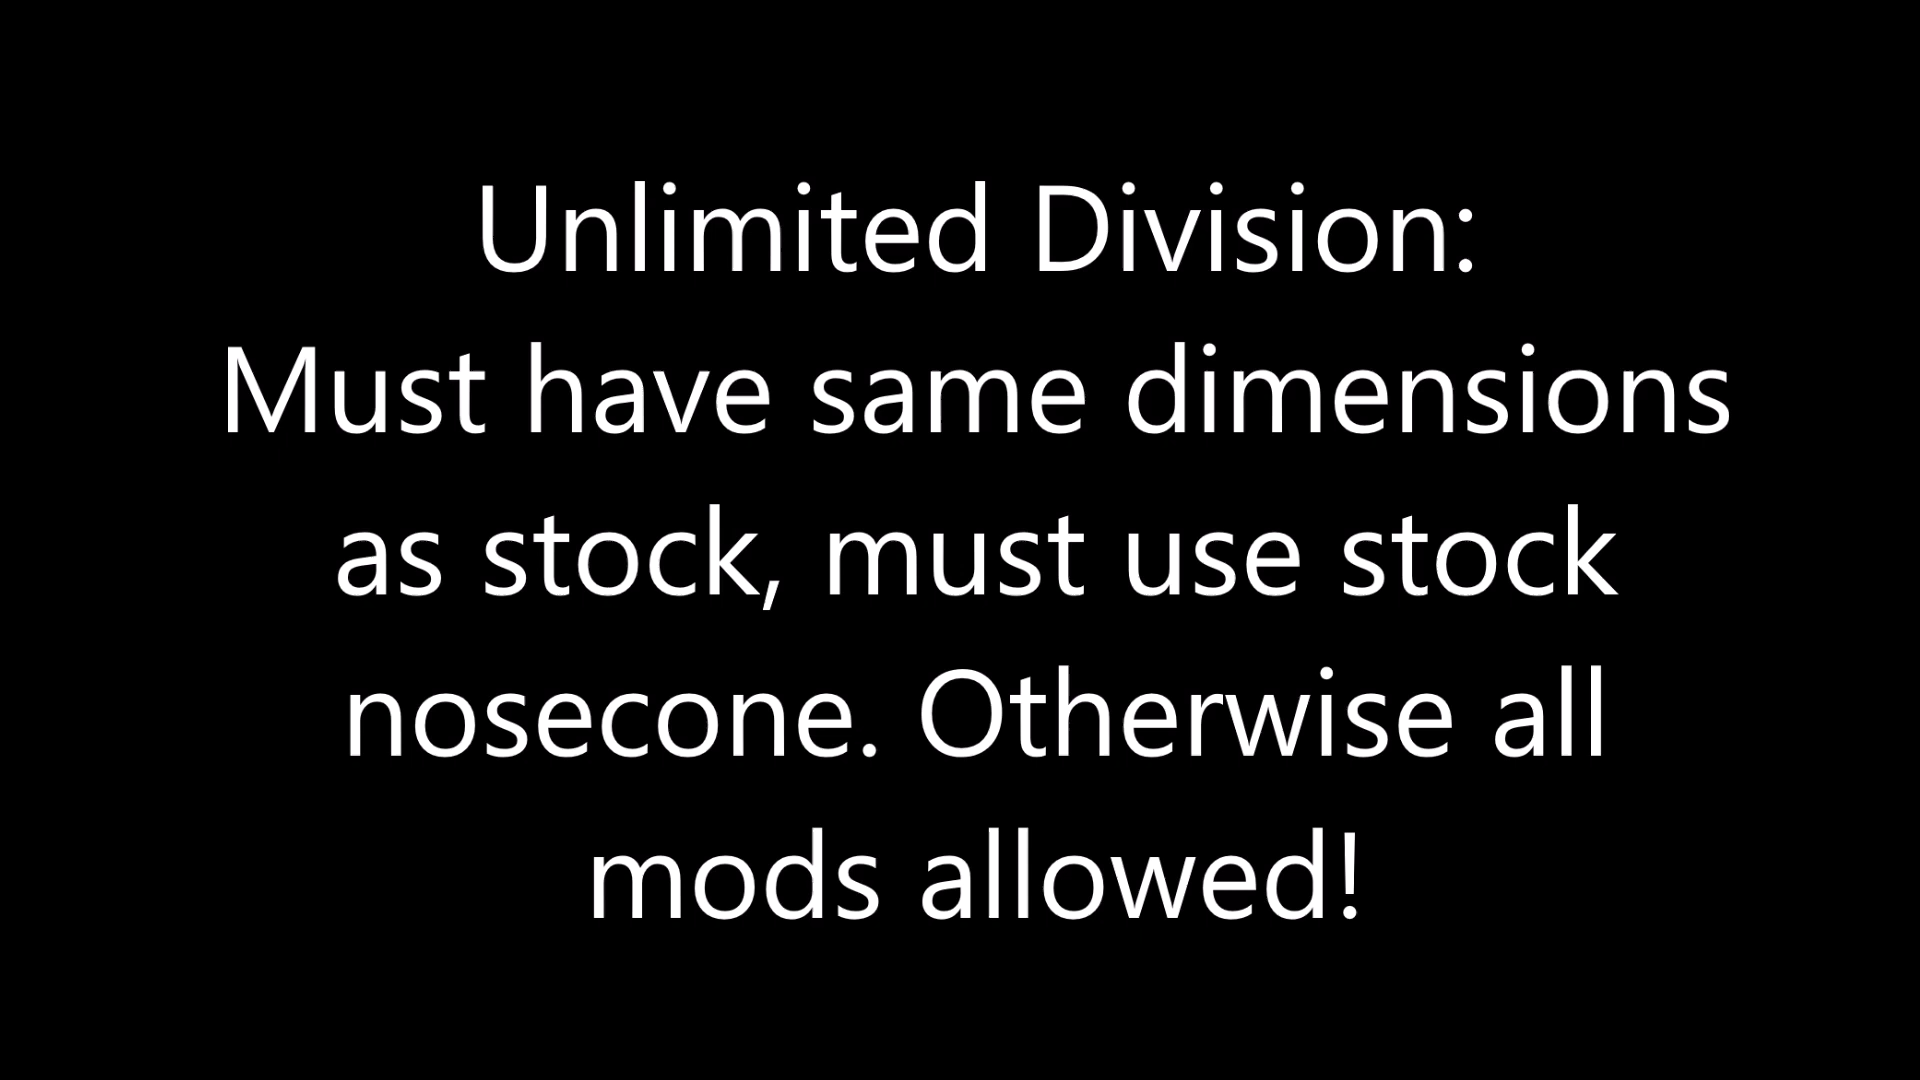 Unlimited Division:
Must have same dimensions
as stock, must use stock
nosecone. Otherwise all
mods allowed!